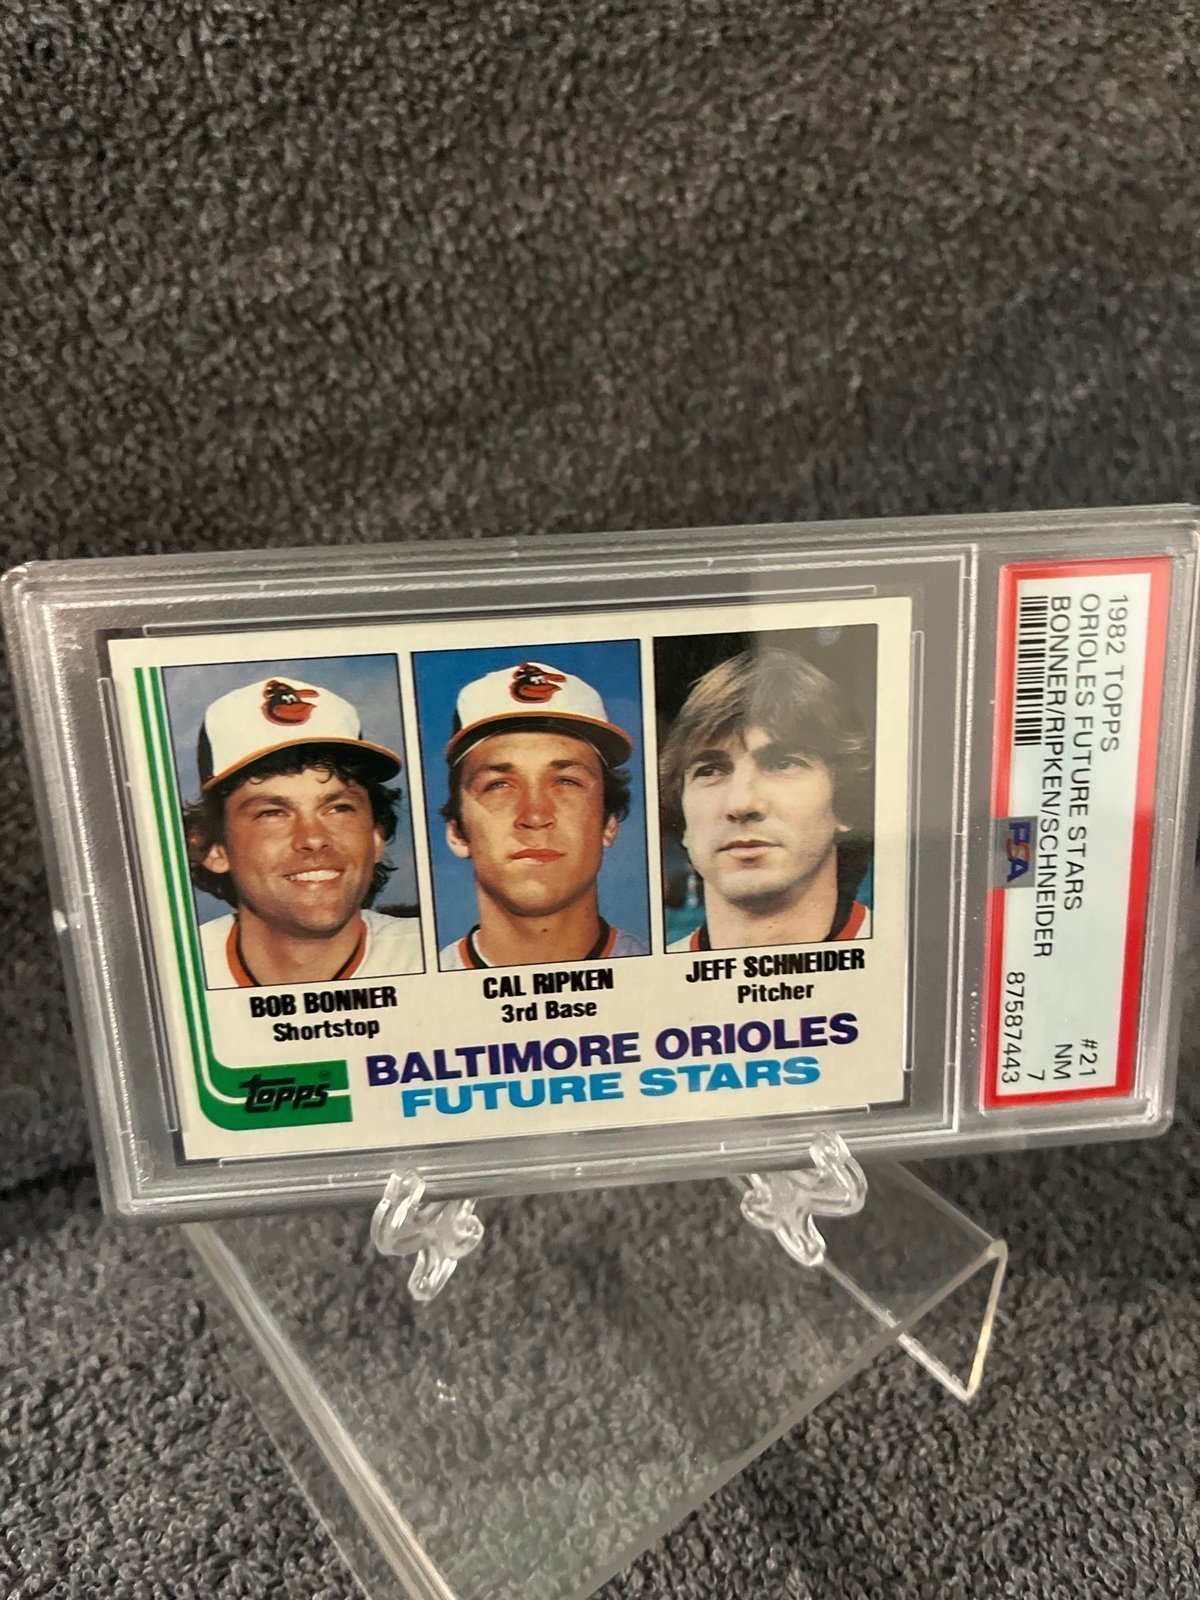 BOB BONNER
Shortstop
CAL RIPKEN
3rd Base
JEFF SCHNEIDER
Pitcher
BALTIMORE ORIOLES
FUTURE STARS
topps®
1982 TOPPS
ORIOLES FUTURE STARS
BONNER/RIPKEN/SCHNEIDER
#21
NM
7
PSA
87587443